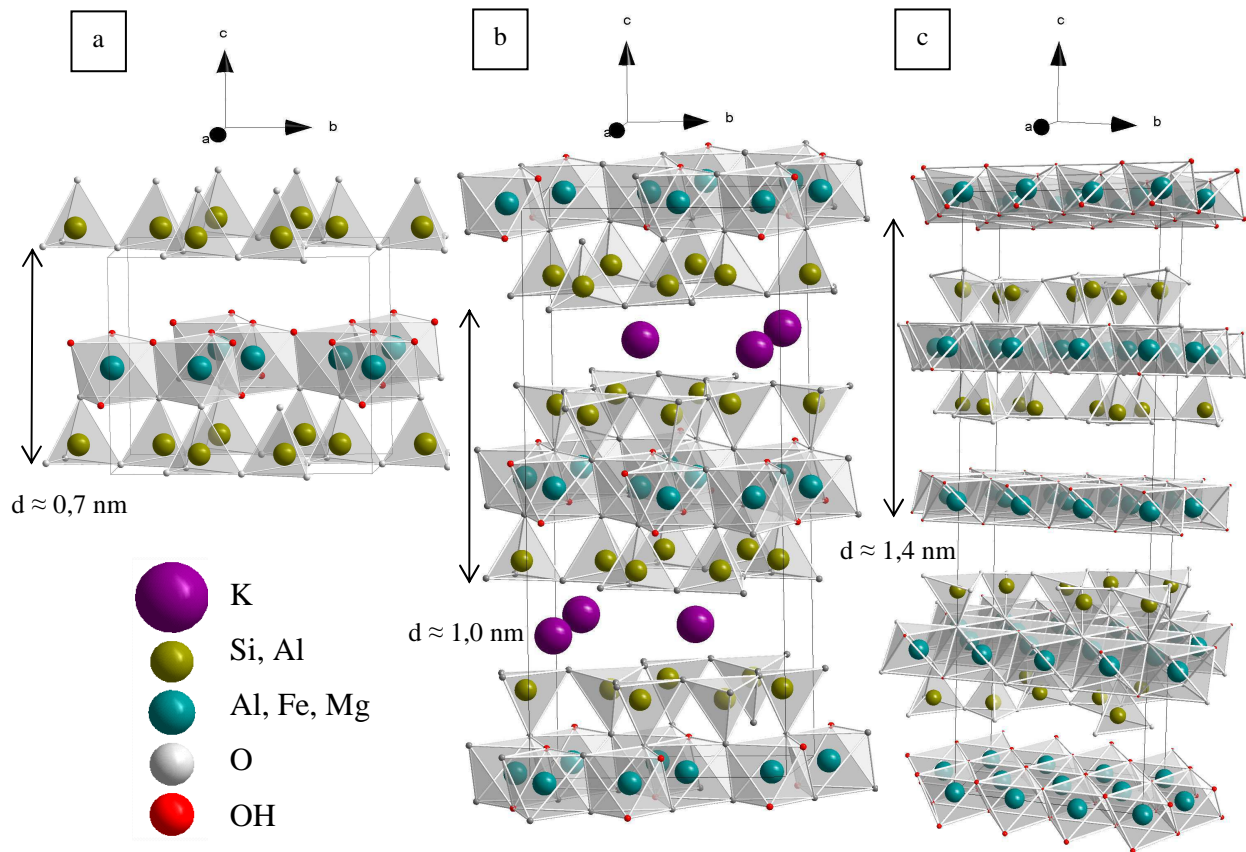 a
c
a
b
b
c
a
b
c
c
a
b
d ≈ 0,7 nm
d ≈ 1,0 nm
d ≈ 1,4 nm
K
Si, Al
Al, Fe, Mg
O
OH